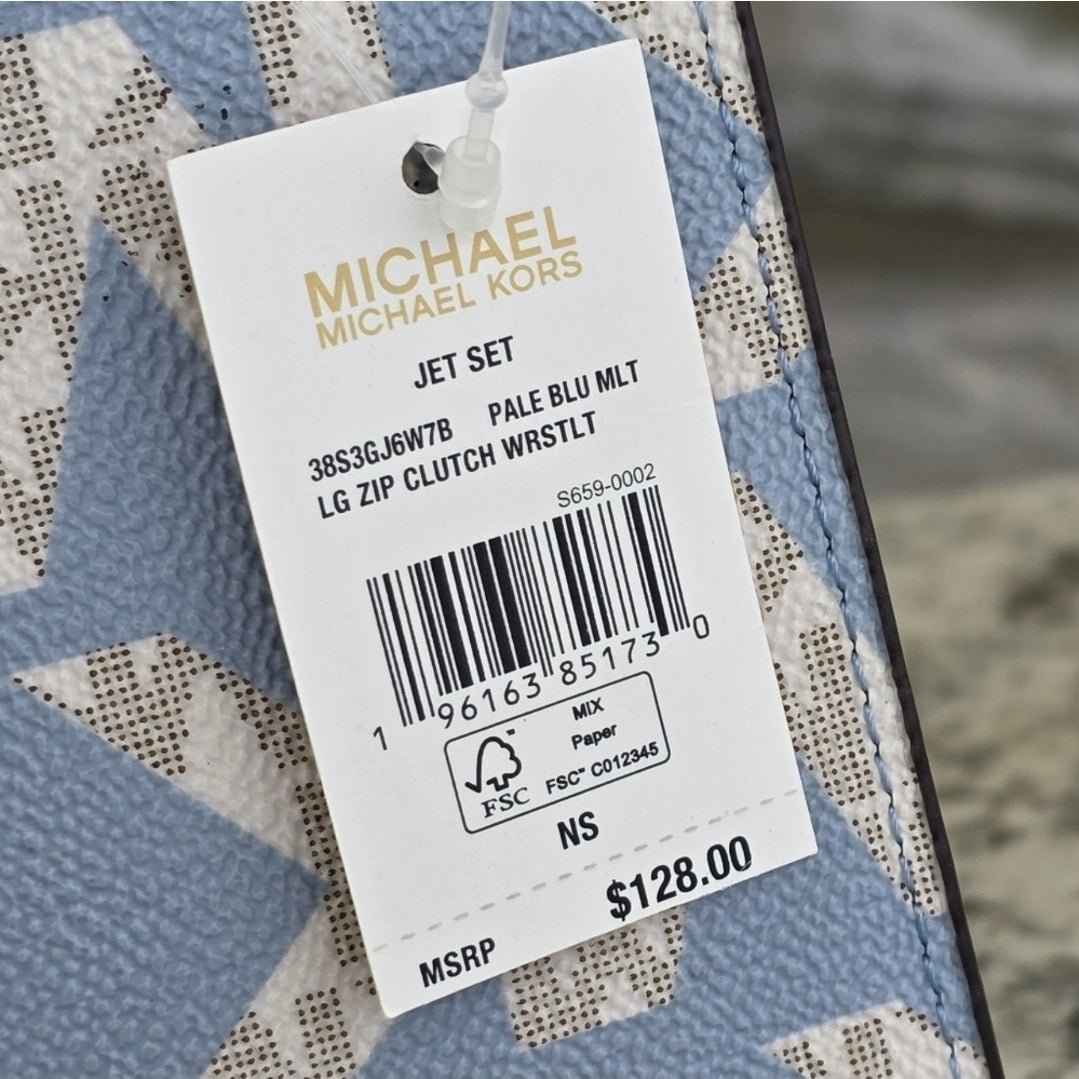 MICHAEL
MICHAEL KORS
JET SET
38S3GJ6W7B PALE BLU MLT
LG ZIP CLUTCH WRSTLT
S659-0002
1 96163 85173 0
FSC
MIX
Paper
FSC™ C012345
NS
MSRP $128.00